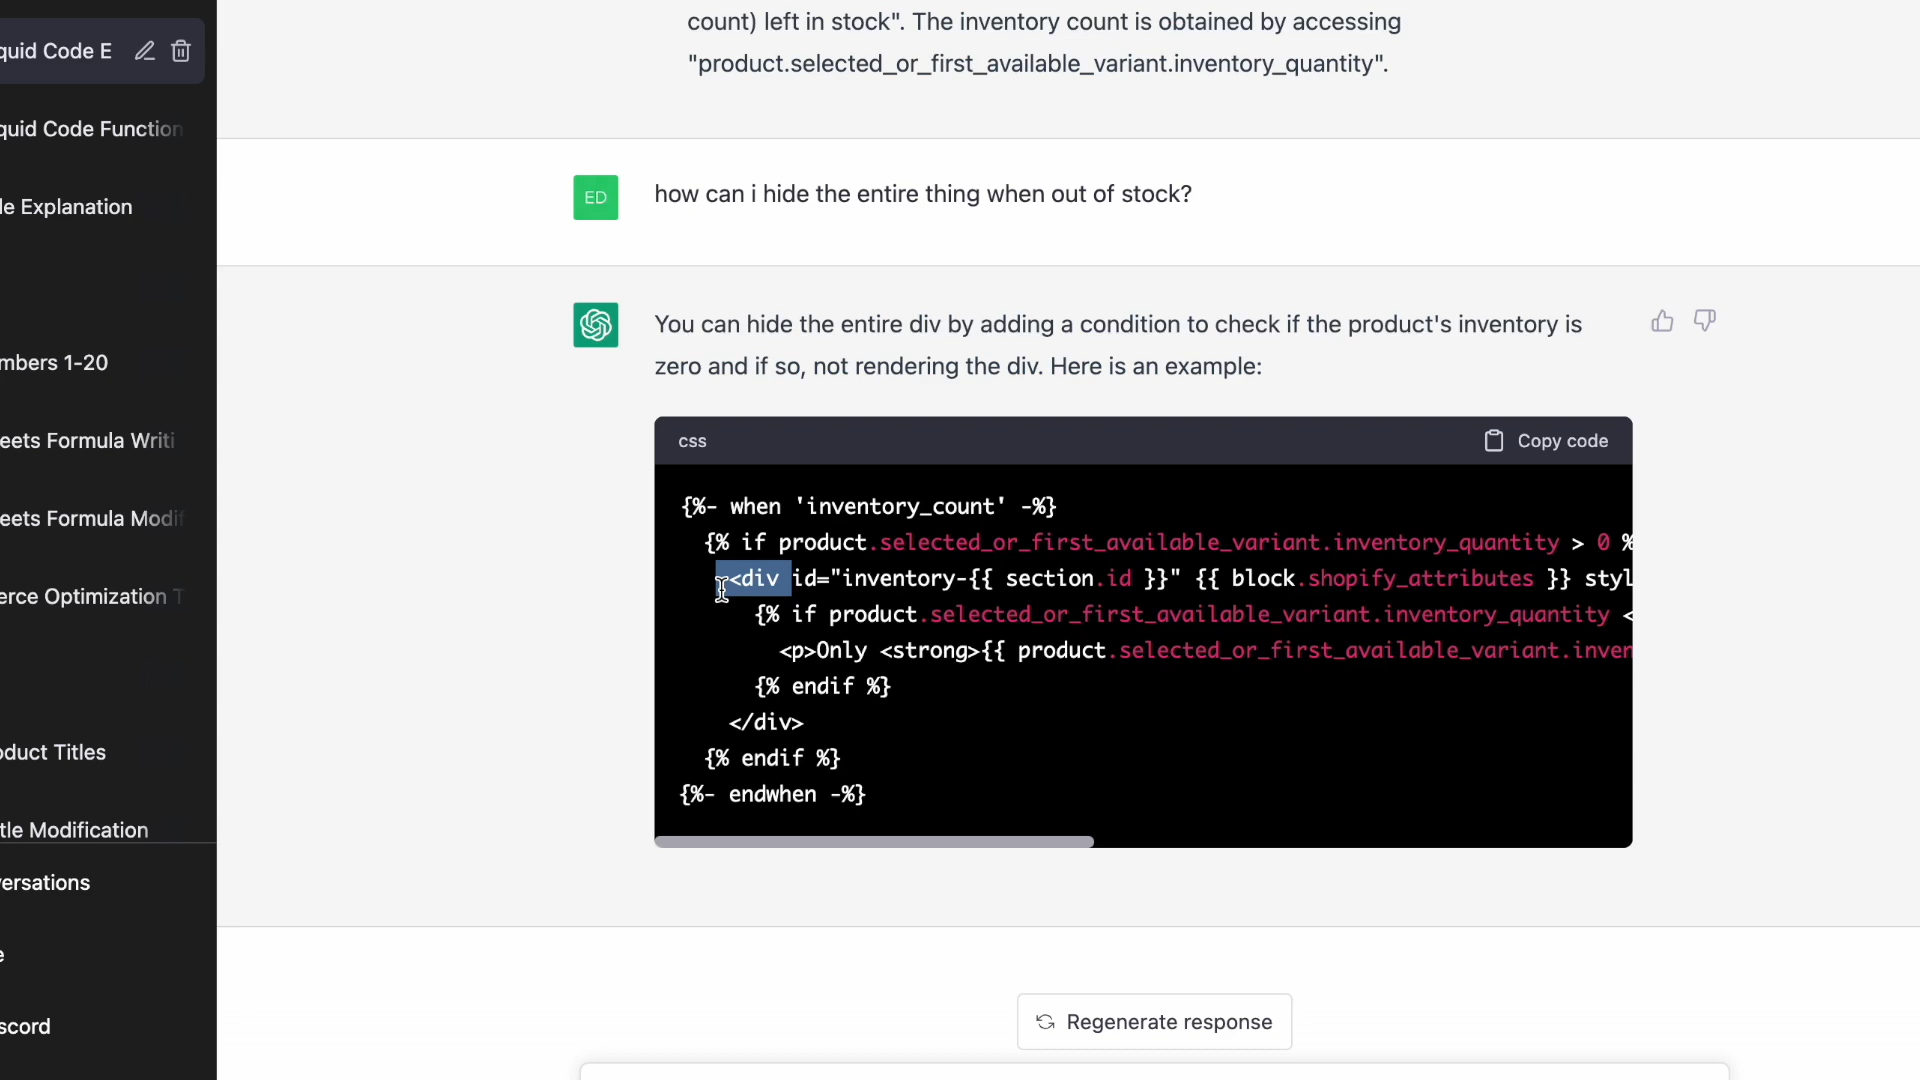 quid Code E
quid Code Function
le Explanation
mbers 1-20
eets Formula Writi
eets Formula Modif
erce Optimization T
oduct Titles
tle Modification
ersations
e
scord
count) left in stock". The inventory count is obtained by accessing
"product.selected_or_first_available_variant.inventory_quantity".
ED
how can i hide the entire thing when out of stock?
You can hide the entire div by adding a condition to check if the product's inventory is
zero and if so, not rendering the div. Here is an example:
css
Copy code
{%- when 'inventory_count' -%}
{% if product.selected_or_first_available_variant.inventory_quantity > 0 %
<div id="inventory-{{ section.id }}" {{ block.shopify_attributes }} styl
{% if product.selected_or_first_available_variant.inventory_quantity <
<p>Only <strong>{{ product.selected_or_first_available_variant.inven
{% endif %}
</div>
{% endif %}
{%- endwhen -%}
Regenerate response